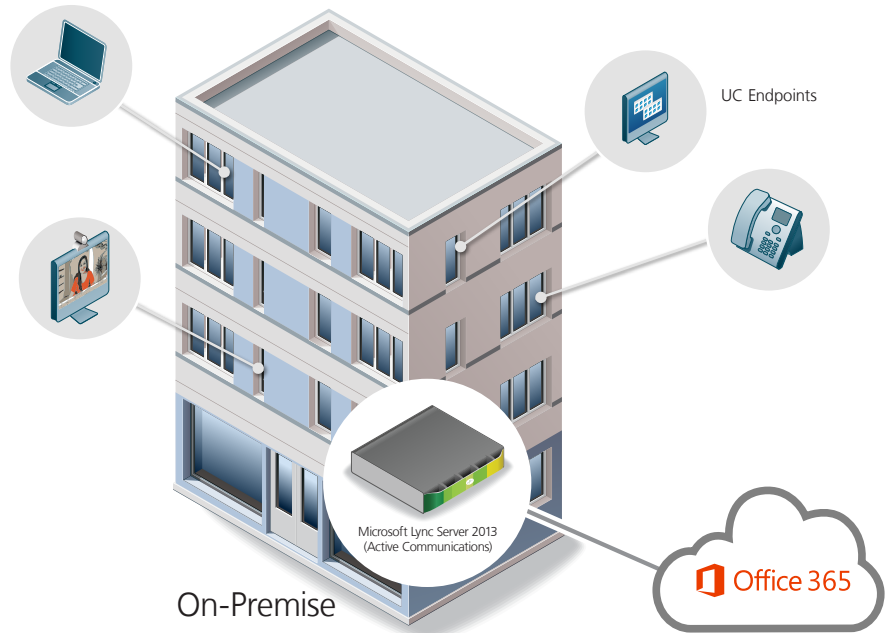 UC Endpoints
Microsoft Lync Server 2013
(Active Communications)
On-Premise
Office 365